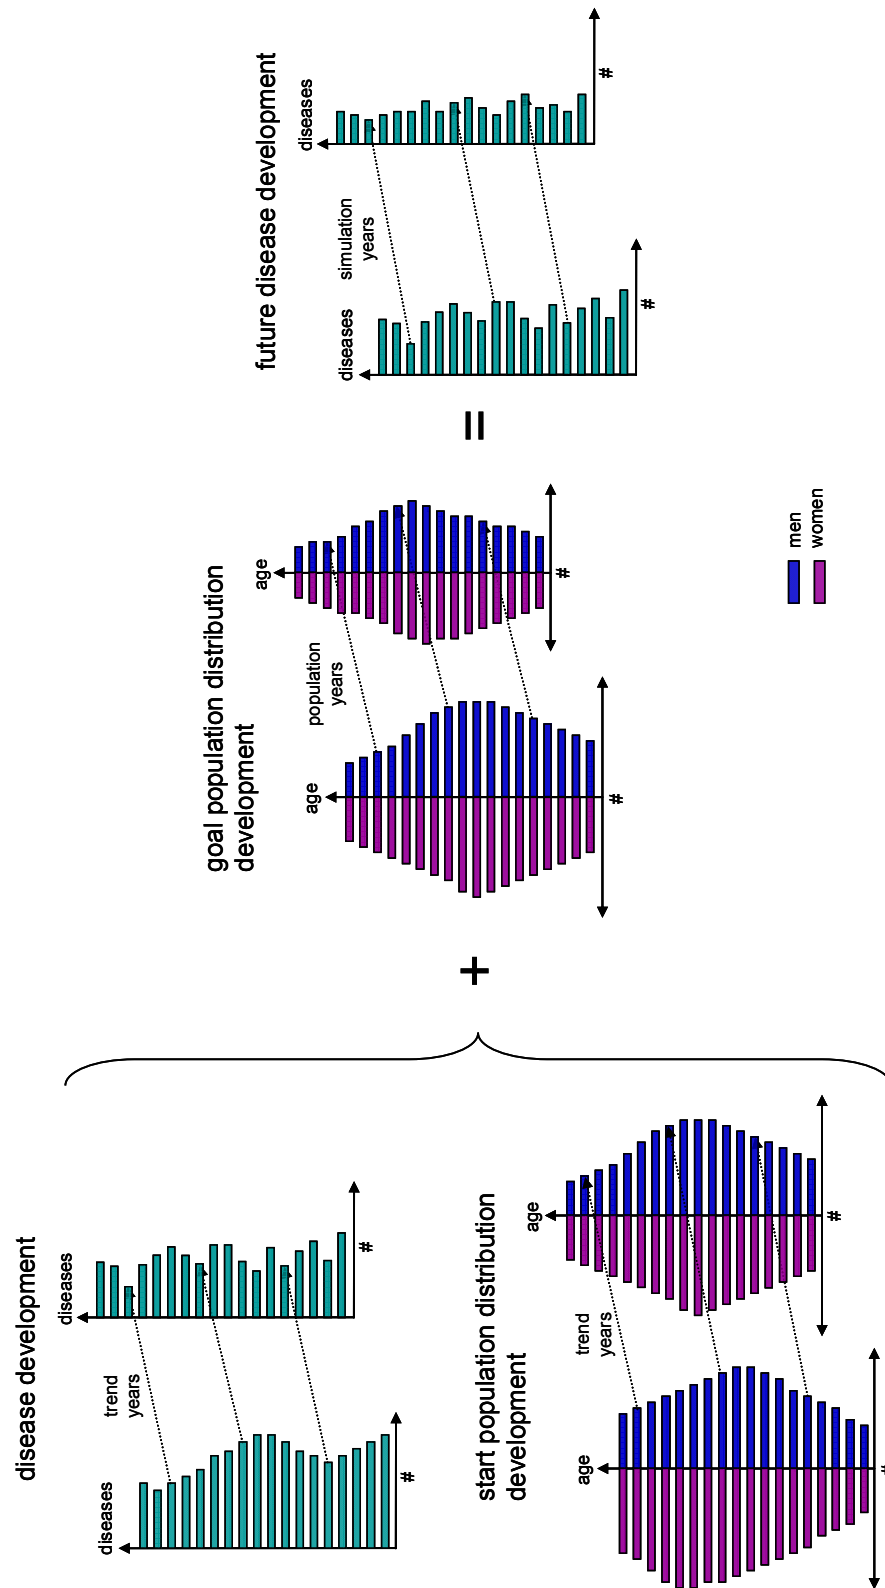 disease development
diseases
trend
years
diseases
#
#
start population distribution
development
age
trend
years
age
#
#
+
goal population distribution
development
age
population
years
age
#
#
=
future disease development
diseases
simulation
years
diseases
#
#
men
women